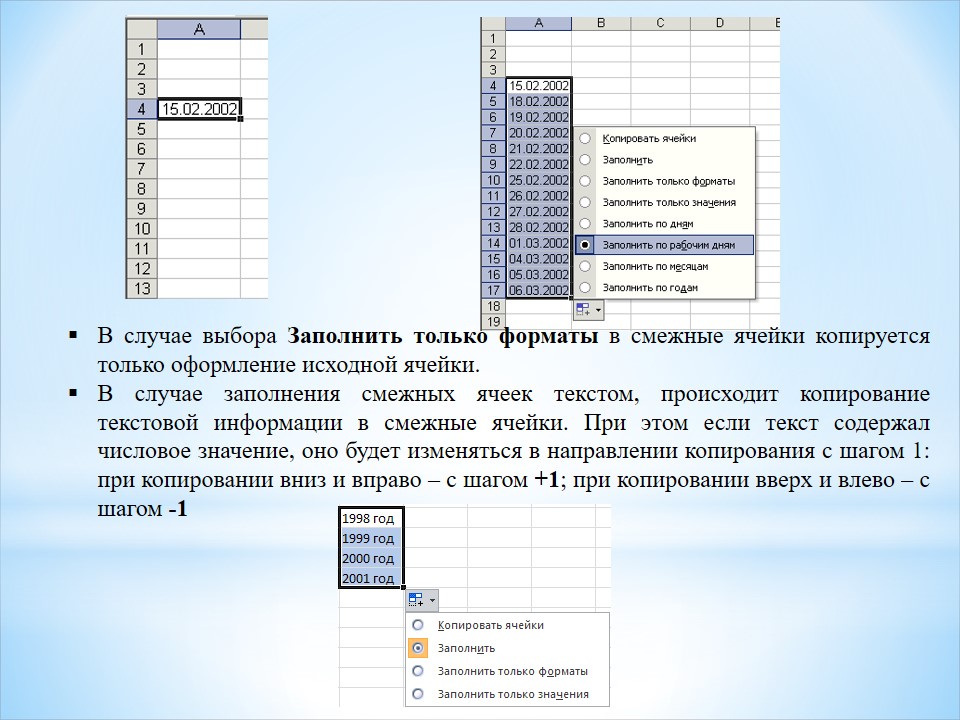 A
1
2
3
4 15.02.2002
5
6
7
8
9
10
11
12
13
A B C D E
1
2
3
4 15.02.2002
5 18.02.2002
6 19.02.2002
7 20.02.2002
8 21.02.2002
9 22.02.2002
10 25.02.2002
11 26.02.2002
12 27.02.2002
13 28.02.2002
14 01.03.2002
15 04.03.2002
16 05.03.2002
17 06.03.2002
18
19
Копировать ячейки
Заполнить
Заполнить только форматы
Заполнить только значения
Заполнить по дням
Заполнить по рабочим дням
Заполнить по месяцам
Заполнить по годам
▪ В случае выбора Заполнить только форматы в смежные ячейки копируется
только оформление исходной ячейки.
▪ В случае заполнения смежных ячеек текстом, происходит копирование
текстовой информации в смежные ячейки. При этом если текст содержал
числовое значение, оно будет изменяться в направлении копирования с шагом 1:
при копировании вниз и вправо – с шагом +1; при копировании вверх и влево – с
шагом -1
1998 год
1999 год
2000 год
2001 год
Копировать ячейки
Заполнить
Заполнить только форматы
Заполнить только значения